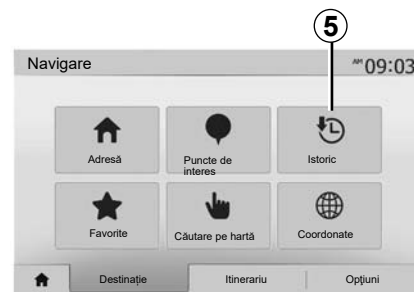 5
Navigare
AM 09:03
Adresă
Puncte de
interes
Istoric
Favorite
Căutare pe hartă
Coordonate
Destinație
Itinerariu
Opțiuni